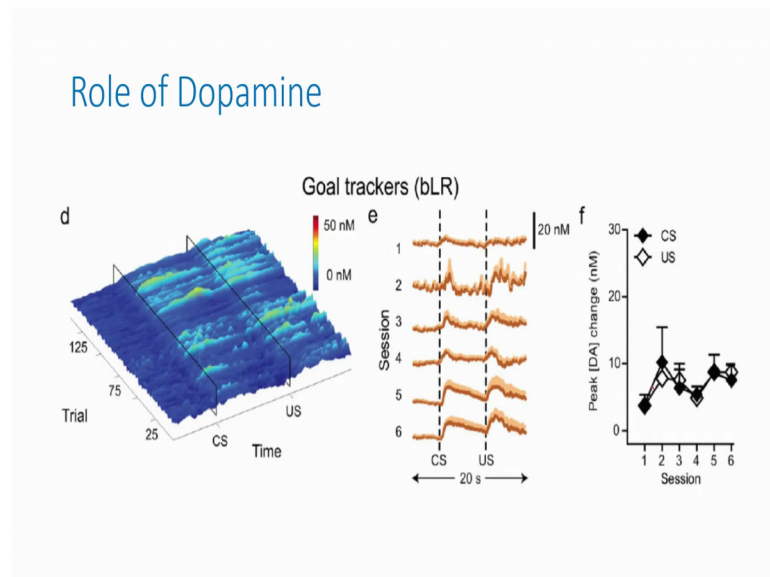 Role of Dopamine
Goal trackers (bLR)
d
50 nM
0 nM
125
75
25
Trial
CS
Time
US
e
20 nM
Session
1
2
3
4
5
6
CS
US
20 s
f
CS
US
Peak [DA] change (nM)
30
20
10
0
1 2 3 4 5 6
Session